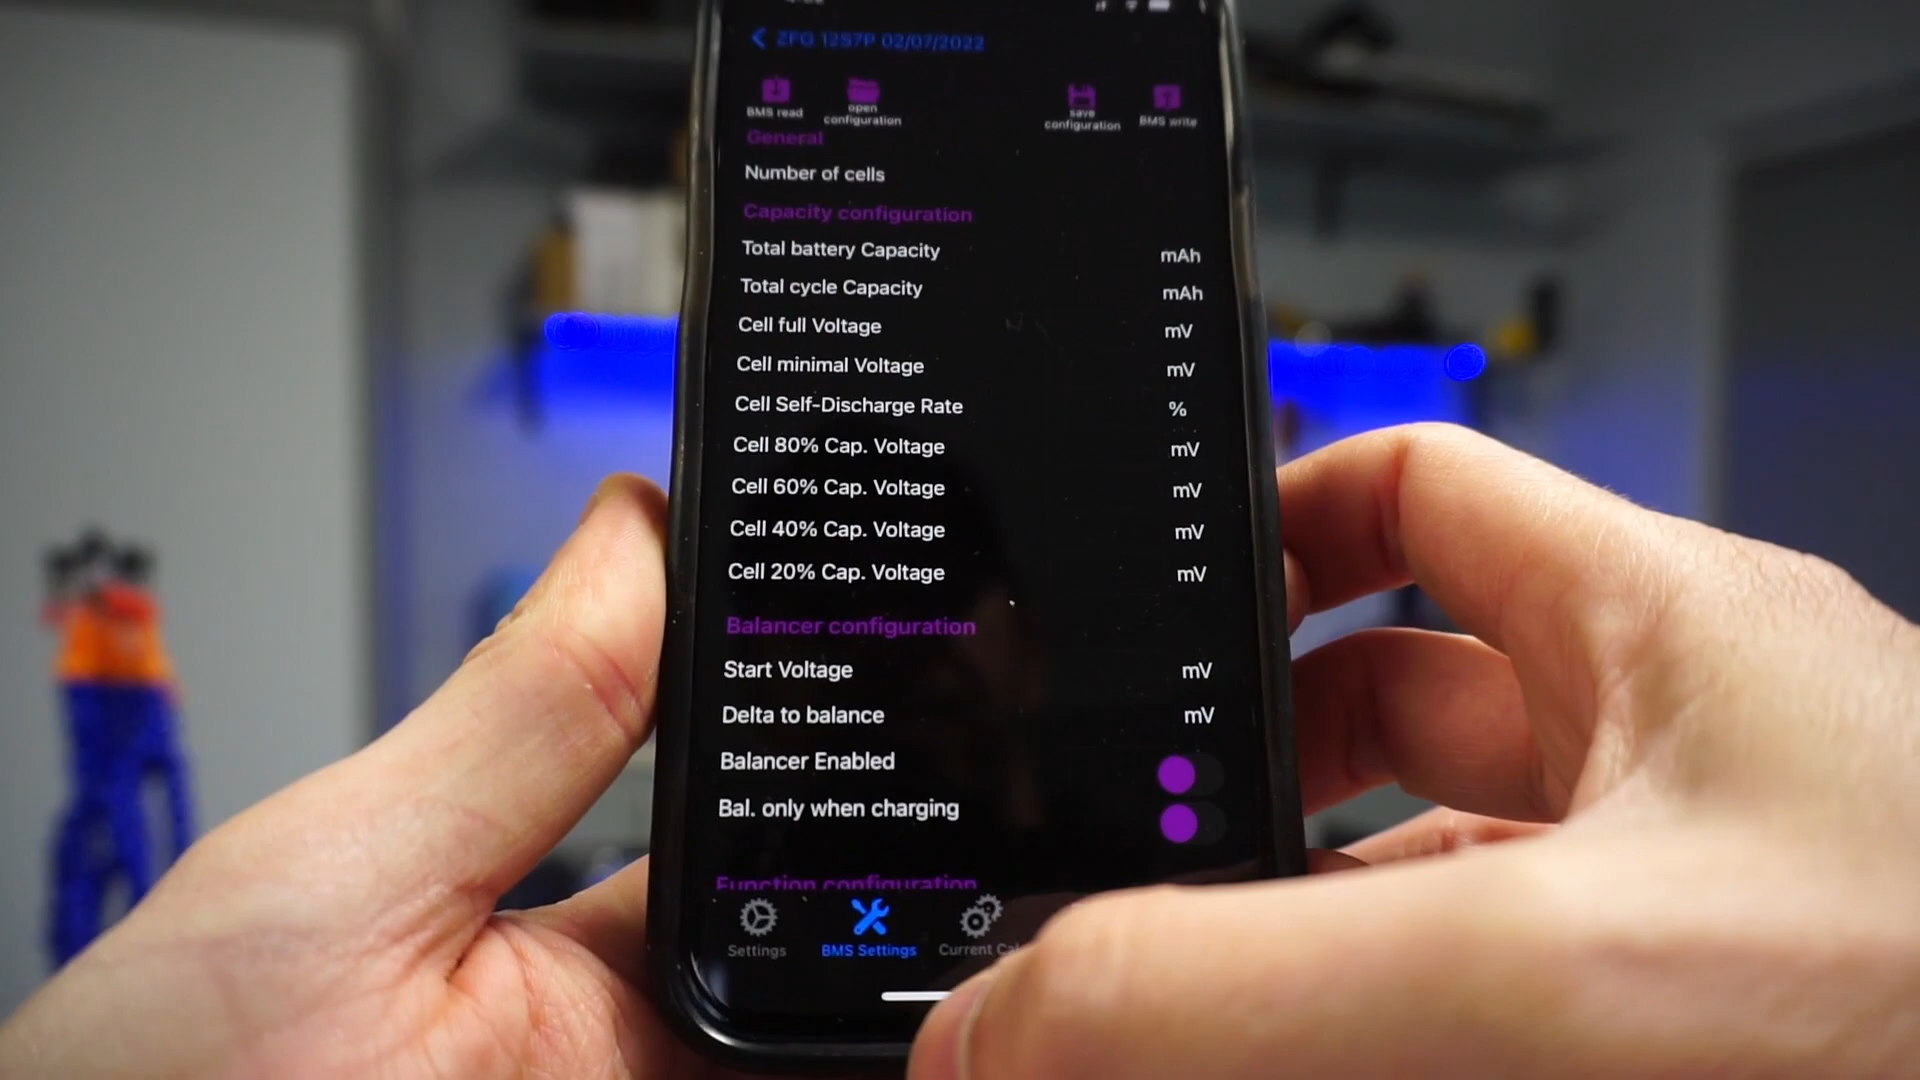 ZFG 12S7P 02/07/2022
BMS read
open
configuration
save
configuration
BMS write
General
Number of cells
Capacity configuration
Total battery Capacity mAh
Total cycle Capacity mAh
Cell full Voltage mV
Cell minimal Voltage mV
Cell Self-Discharge Rate %
Cell 80% Cap. Voltage mV
Cell 60% Cap. Voltage mV
Cell 40% Cap. Voltage mV
Cell 20% Cap. Voltage mV
Balancer configuration
Start Voltage mV
Delta to balance mV
Balancer Enabled
Bal. only when charging
Function configuration
Settings
BMS Settings
Current